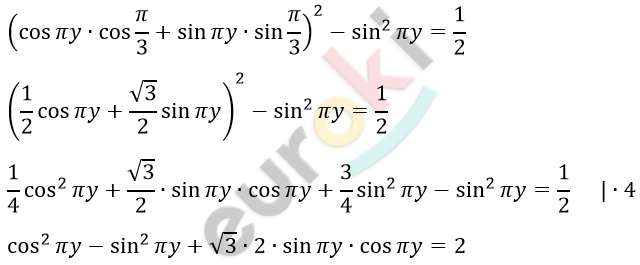 (cos πy · cos π/3 + sin πy · sin π/3)² − sin² πy = 1/2
(1/2 cos πy + √3/2 sin πy)² − sin² πy = 1/2
1/4 cos² πy + √3/2 · sin πy · cos πy + 3/4 sin² πy − sin² πy = 1/2 | · 4
cos² πy − sin² πy + √3 · 2 · sin πy · cos πy = 2
euroki